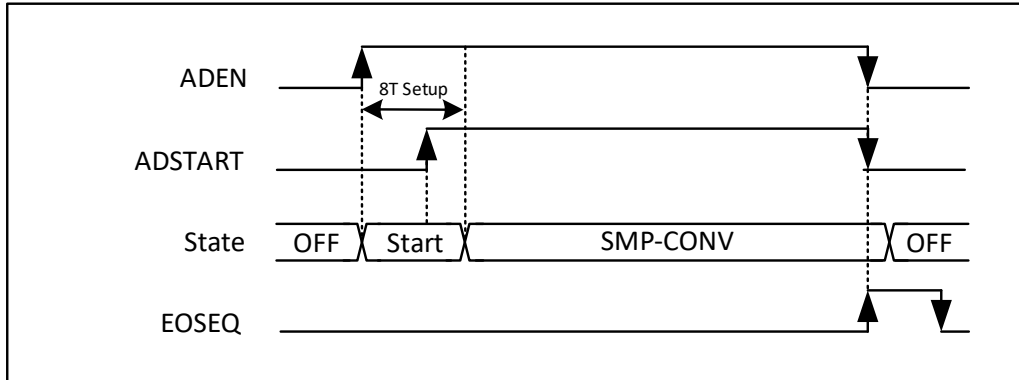 ADEN
8T Setup
ADSTART
State OFF Start SMP-CONV OFF
EOSEQ